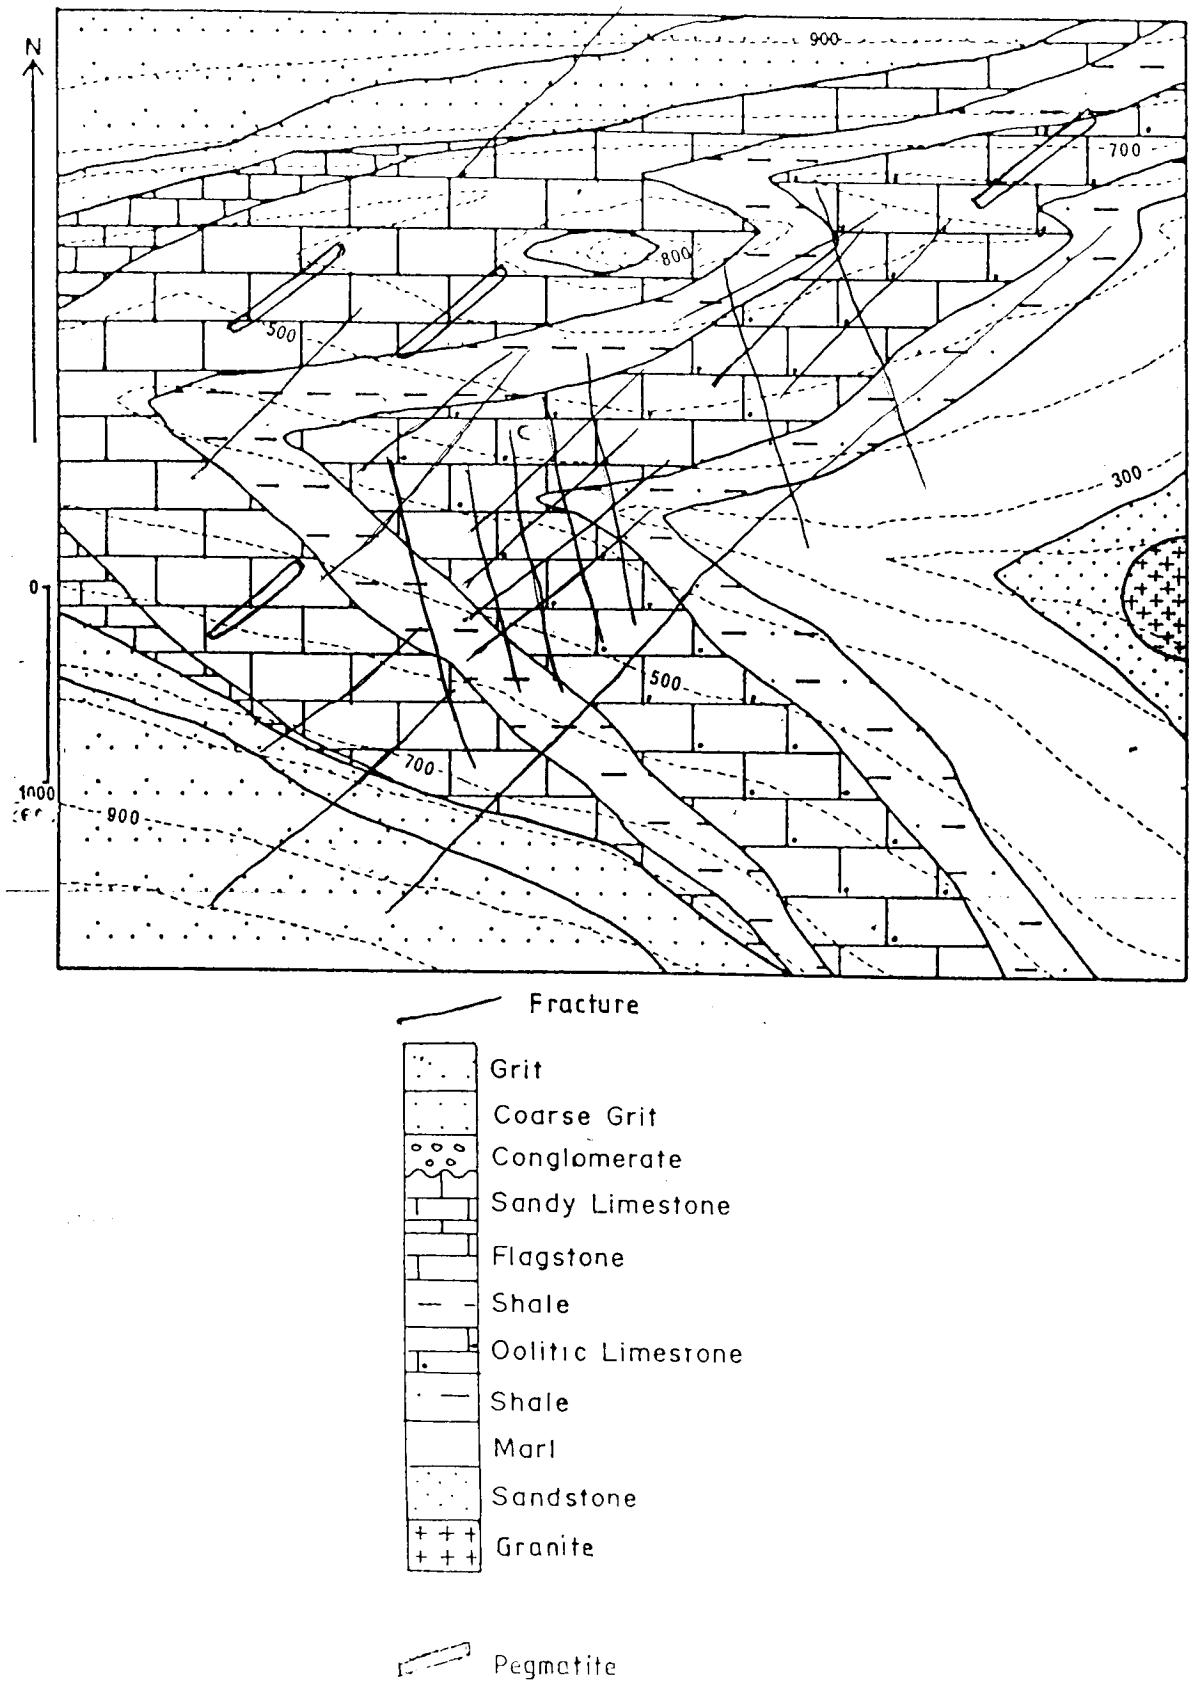 N
900
700
800
500
300
0
500
700
1000
900
Fracture
Grit
Coarse Grit
Conglomerate
Sandy Limestone
Flagstone
Shale
Oolitic Limestone
Shale
Marl
Sandstone
Granite
Pegmatite